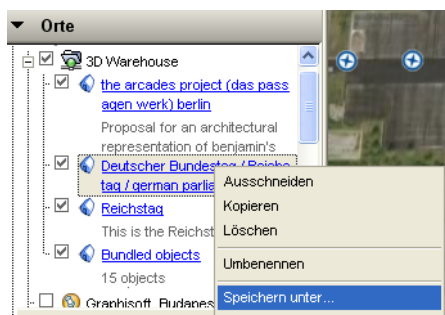 Orte
3D Warehouse
the arcades project (das pass
agen werk) berlin
Proposal for an architectural
representation of benjamin's
Deutscher Bundestag / Reichs
tag / german parlia
Reichstag
This is the Reichst
Bundled objects
15 objects
Graphisoft, Budapes
Ausschneiden
Kopieren
Löschen
Umbenennen
Speichern unter...